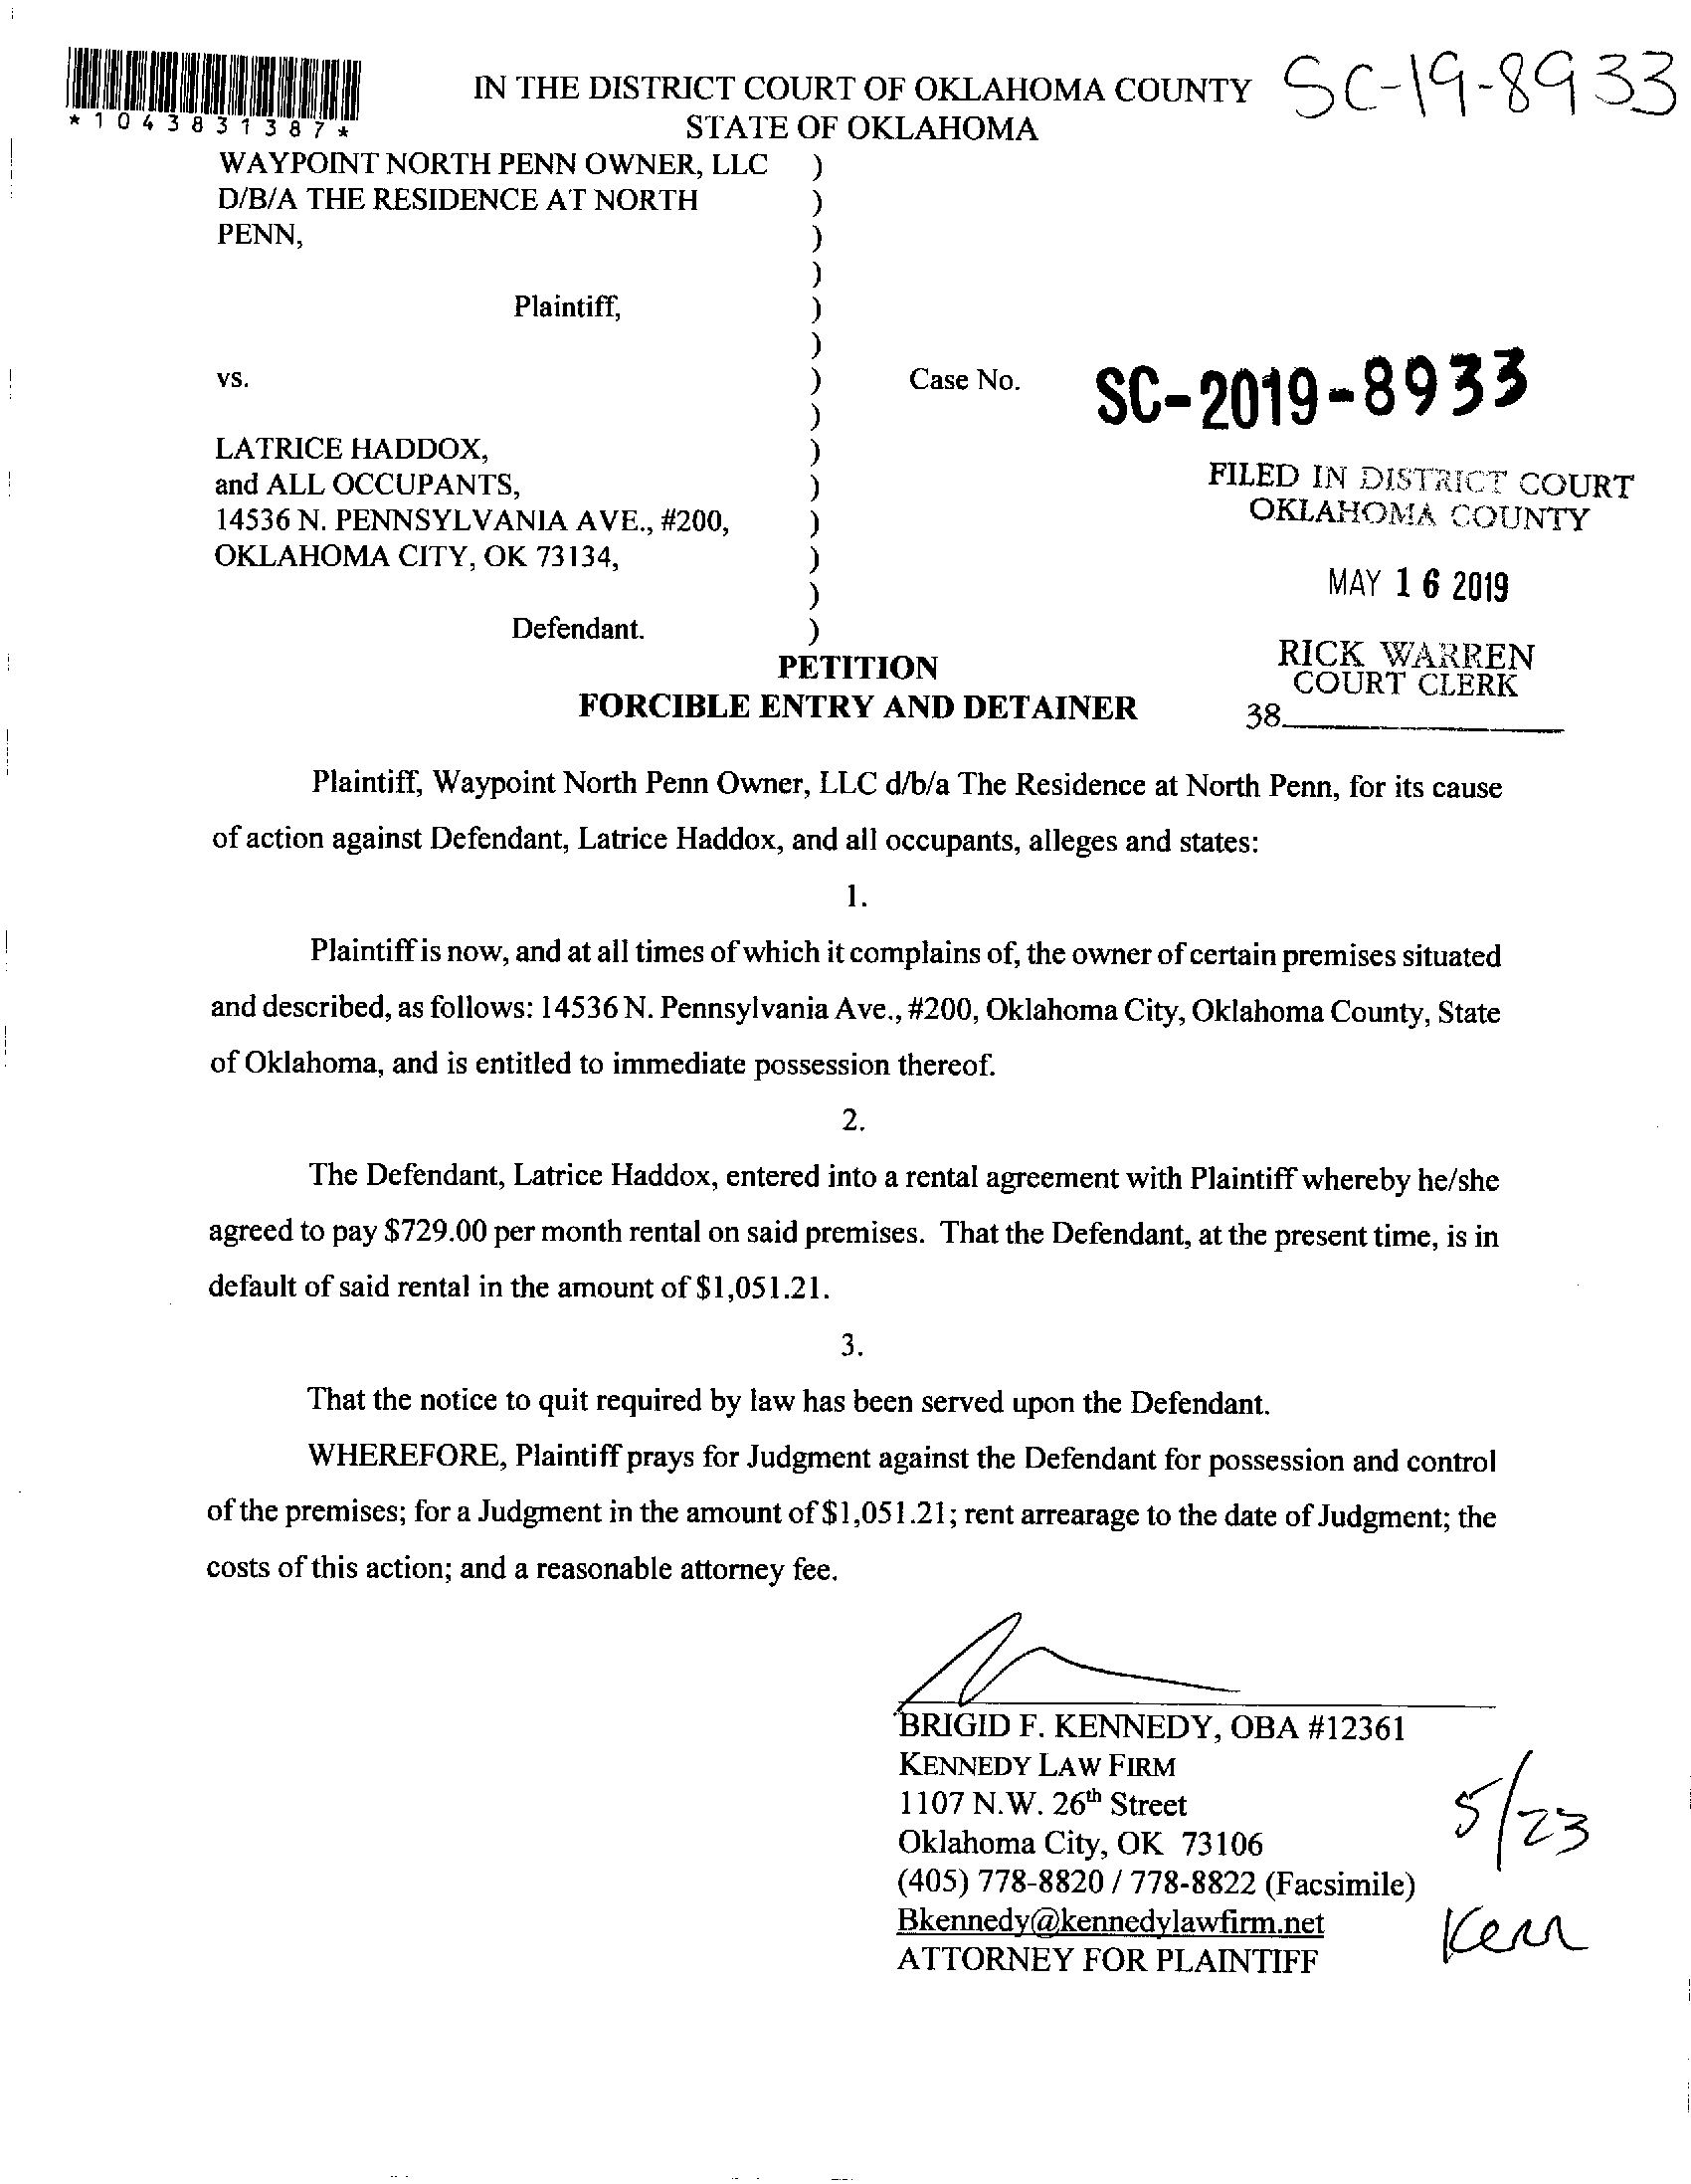 SC-19-8933
*1043831387*
IN THE DISTRICT COURT OF OKLAHOMA COUNTY
STATE OF OKLAHOMA
WAYPOINT NORTH PENN OWNER, LLC )
D/B/A THE RESIDENCE AT NORTH )
PENN, )
)
Plaintiff, )
)
vs. ) Case No. SC-2019-8933
)
LATRICE HADDOX, )
and ALL OCCUPANTS, )
14536 N. PENNSYLVANIA AVE., #200, )
OKLAHOMA CITY, OK 73134, )
)
Defendant. )
FILED IN DISTRICT COURT
OKLAHOMA COUNTY
MAY 16 2019
RICK WARREN
COURT CLERK
38
PETITION
FORCIBLE ENTRY AND DETAINER
Plaintiff, Waypoint North Penn Owner, LLC d/b/a The Residence at North Penn, for its cause
of action against Defendant, Latrice Haddox, and all occupants, alleges and states:
1.
Plaintiff is now, and at all times of which it complains of, the owner of certain premises situated
and described, as follows: 14536 N. Pennsylvania Ave., #200, Oklahoma City, Oklahoma County, State
of Oklahoma, and is entitled to immediate possession thereof.
2.
The Defendant, Latrice Haddox, entered into a rental agreement with Plaintiff whereby he/she
agreed to pay $729.00 per month rental on said premises. That the Defendant, at the present time, is in
default of said rental in the amount of $1,051.21.
3.
That the notice to quit required by law has been served upon the Defendant.
WHEREFORE, Plaintiff prays for Judgment against the Defendant for possession and control
of the premises; for a Judgment in the amount of $1,051.21; rent arrearage to the date of Judgment; the
costs of this action; and a reasonable attorney fee.
BRIGID F. KENNEDY, OBA #12361
KENNEDY LAW FIRM
1107 N.W. 26th Street
Oklahoma City, OK 73106
(405) 778-8820 / 778-8822 (Facsimile)
Bkennedy@kennedylawfirm.net
ATTORNEY FOR PLAINTIFF
5/23
Kerr